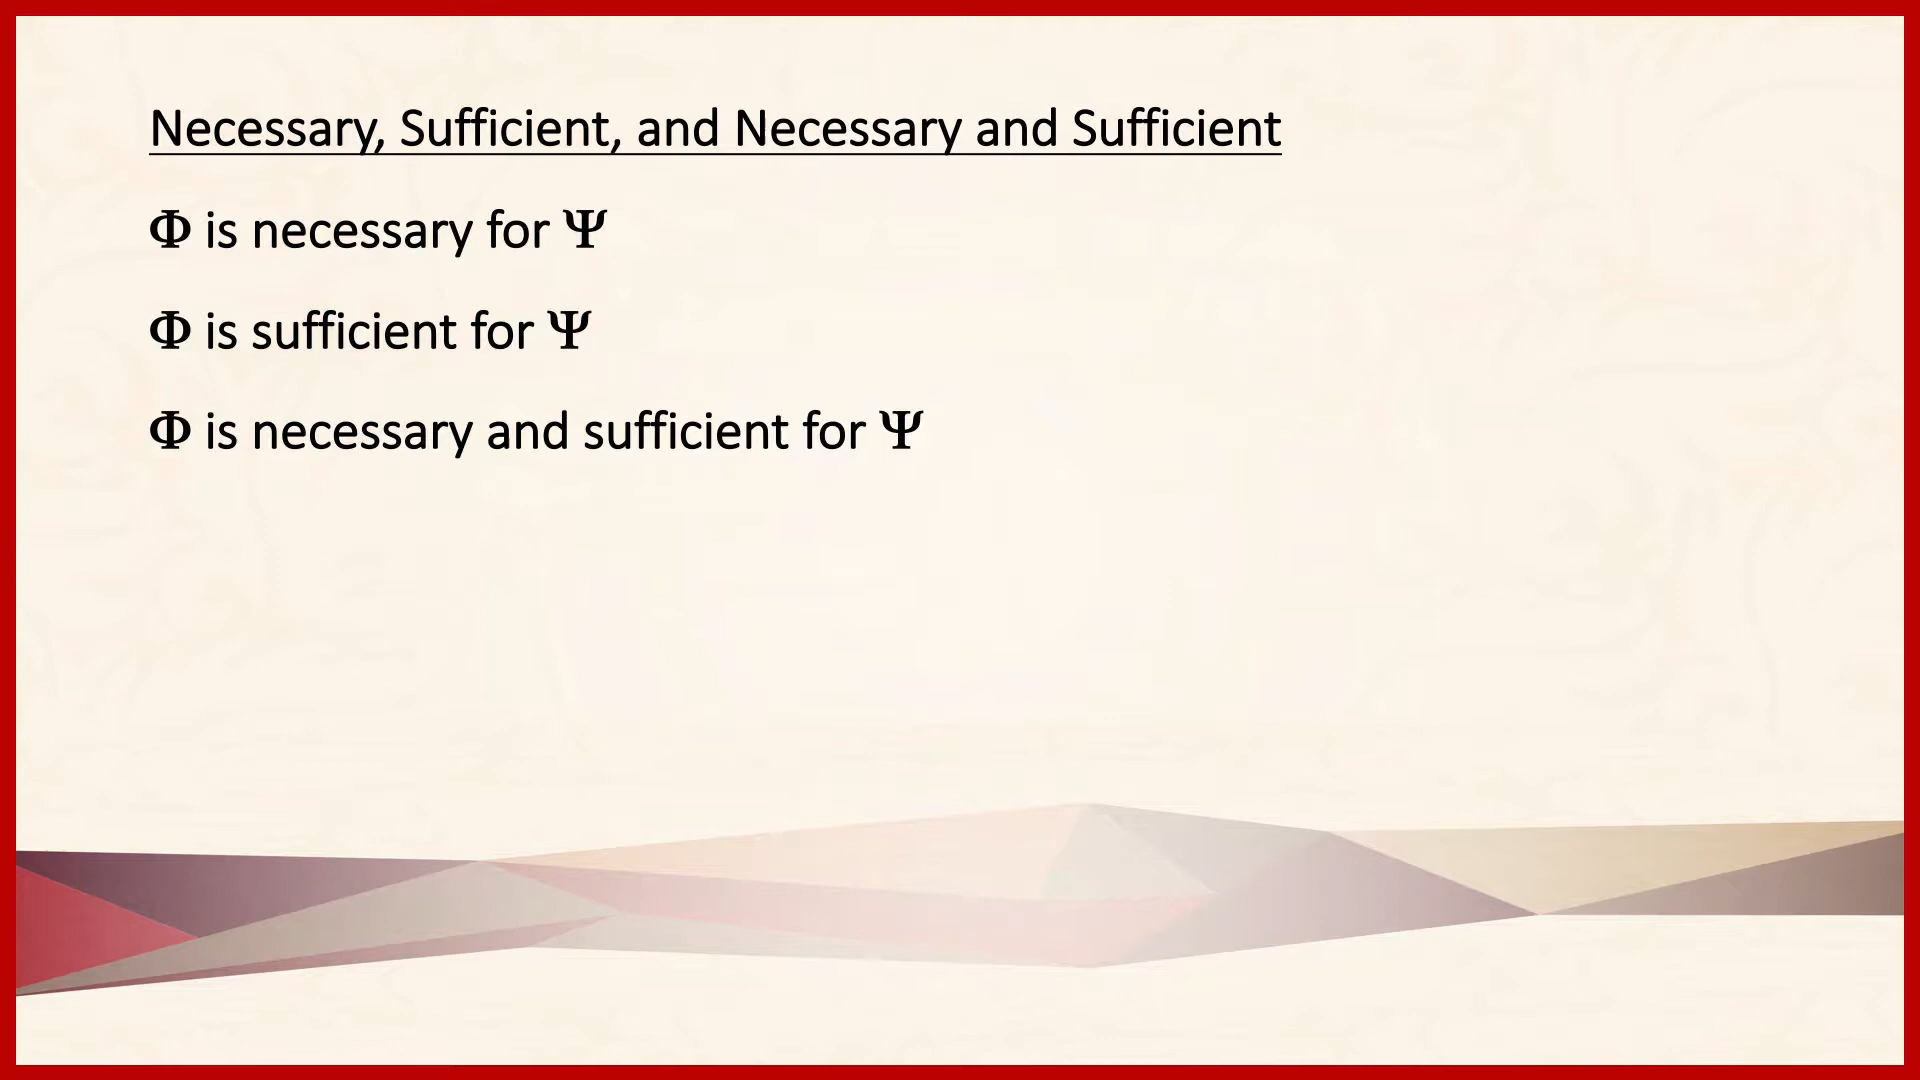 Necessary, Sufficient, and Necessary and Sufficient
Φ is necessary for Ψ
Φ is sufficient for Ψ
Φ is necessary and sufficient for Ψ